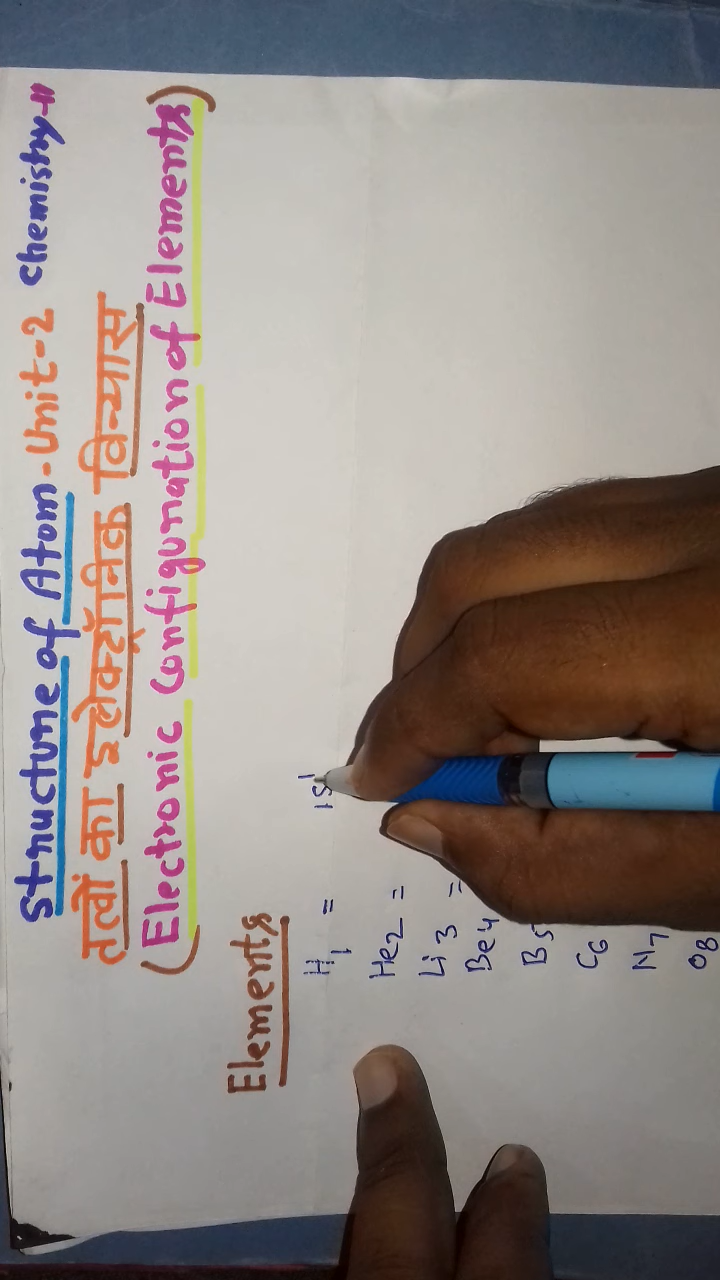 Structure of Atom - Unit-2 Chemistry-11
तत्वों का इलेक्ट्रॉनिक विन्यास
(Electronic Configuration of Elements)
Elements
H1 = 1S1
He2 =
Li3 =
Be4
B5
C6
N7
O8